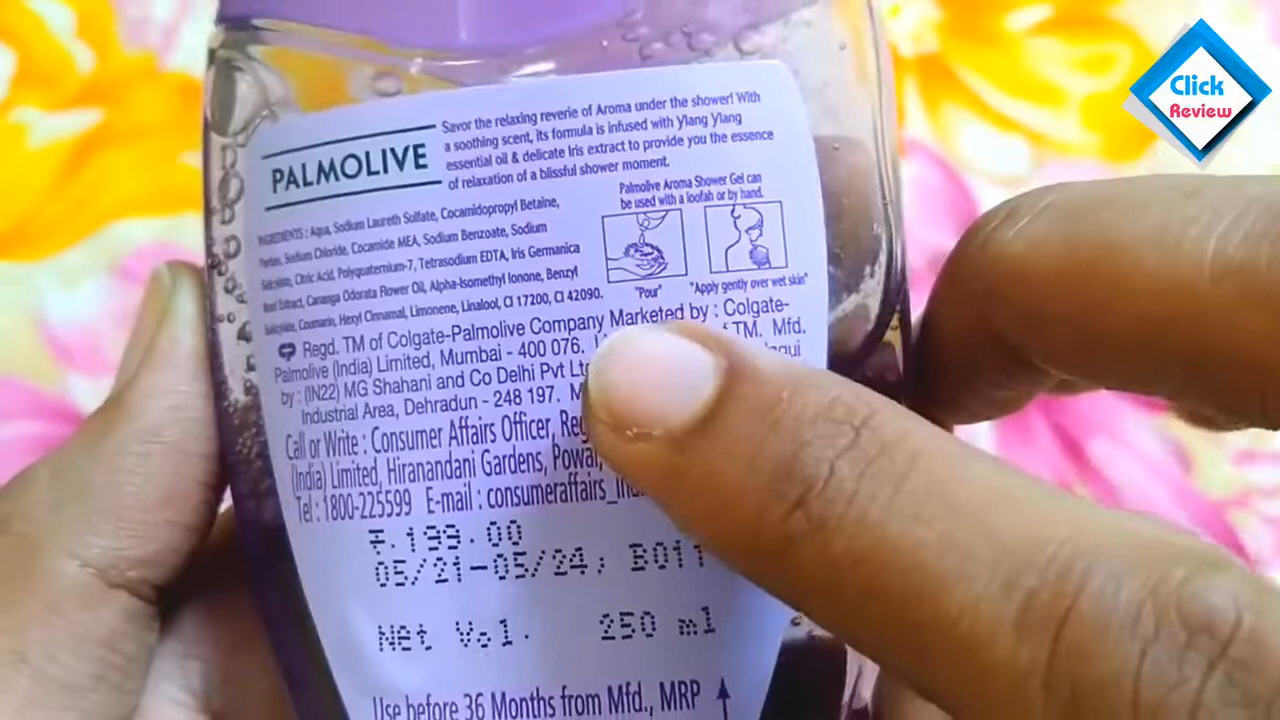 Click
Review
PALMOLIVE
Savor the relaxing reverie of Aroma under the shower! With
a soothing scent, its formula is infused with Ylang Ylang
essential oil & delicate Iris extract to provide you the essence
of relaxation of a blissful shower moment.
Palmolive Aroma Shower Gel can
be used with a loofah or by hand.
"Pour" "Apply gently over wet skin"
INGREDIENTS : Aqua, Sodium Laureth Sulfate, Cocamidopropyl Betaine,
Sodium Chloride, Cocamide MEA, Sodium Benzoate, Sodium
Salicylate, Citric Acid, Polyquaternium-7, Tetrasodium EDTA, Iris Germanica
Root Extract, Cananga Odorata Flower Oil, Alpha-Isomethyl Ionone, Benzyl
Salicylate, Coumarin, Hexyl Cinnamal, Limonene, Linalool, CI 17200, CI 42090.
Regd. TM of Colgate-Palmolive Company Marketed by : Colgate-
Palmolive (India) Limited, Mumbai - 400 076. TM. Mfd.
by : (IN22) MG Shahani and Co Delhi Pvt
Industrial Area, Dehradun - 248 197.
Call or Write : Consumer Affairs Officer,
(India) Limited, Hiranandani Gardens, Powai,
Tel : 1800-225599 E-mail :
₹.199.00
05/21-05/24; B011
Net Vol. 250 ml
Use before 36 Months from Mfd., MRP